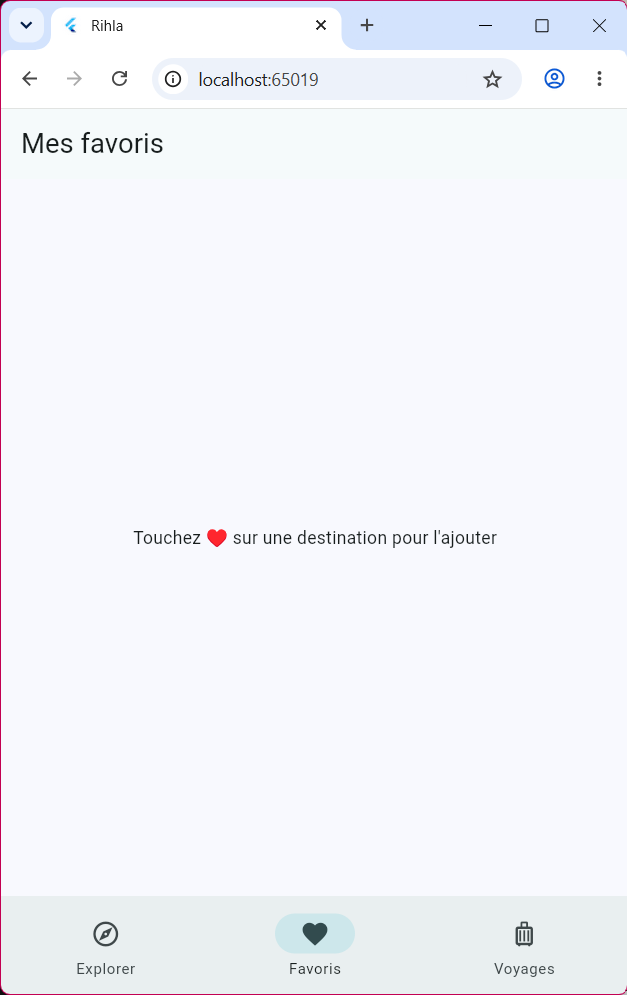 Rihla
localhost:65019
Mes favoris
Touchez ❤️ sur une destination pour l'ajouter
Explorer
Favoris
Voyages